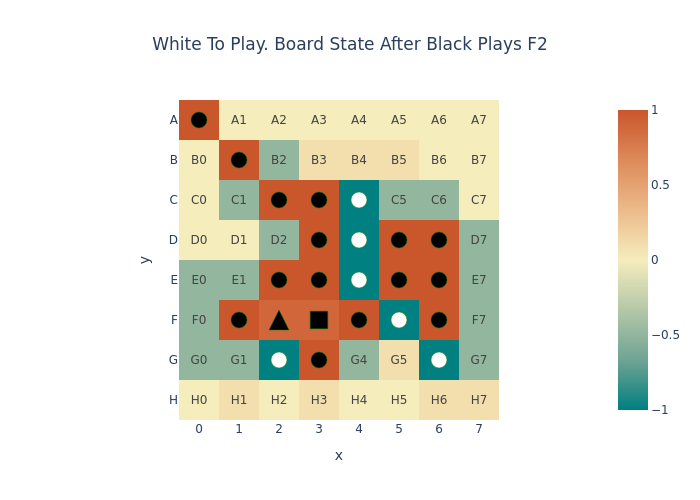 White To Play. Board State After Black Plays F2
A A1 A2 A3 A4 A5 A6 A7
B B0 B2 B3 B4 B5 B6 B7
C C0 C1 C5 C6 C7
D D0 D1 D2 D7
E E0 E1 E7
F F0 F7
G G0 G1 G4 G5 G7
H H0 H1 H2 H3 H4 H5 H6 H7
0 1 2 3 4 5 6 7
x
y
1
0.5
0
−0.5
−1